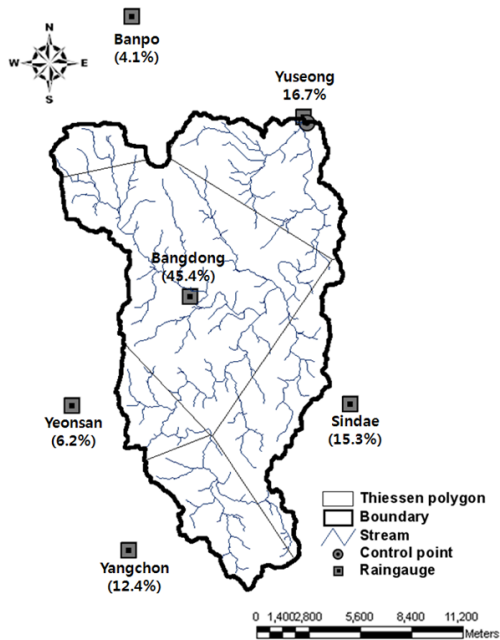 Banpo
(4.1%)
N
W E
S
Yuseong
16.7%
Bangdong
(45.4%)
Yeonsan
(6.2%)
Sindae
(15.3%)
Yangchon
(12.4%)
Thiessen polygon
Boundary
Stream
Control point
Raingauge
0 1,4002,800 5,600 8,400 11,200
Meters